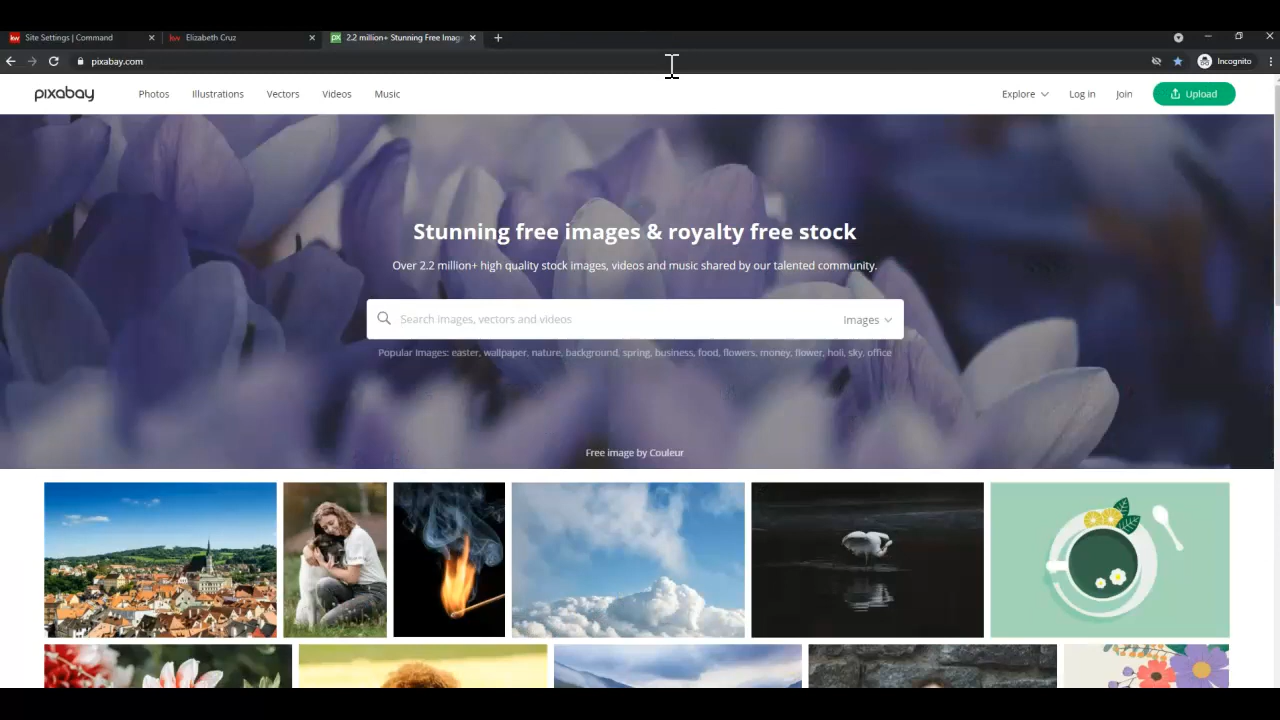 kw Site Settings | Command
kw Elizabeth Cruz
px 2.2 million+ Stunning Free Imag
pixabay.com
Incognito
pixabay
Photos
Illustrations
Vectors
Videos
Music
Explore
Log in
Join
Upload
Stunning free images & royalty free stock
Over 2.2 million+ high quality stock images, videos and music shared by our talented community.
Search images, vectors and videos
Images
Popular Images: easter, wallpaper, nature, background, spring, business, food, flowers, money, flower, holi, sky, office
Free image by Couleur